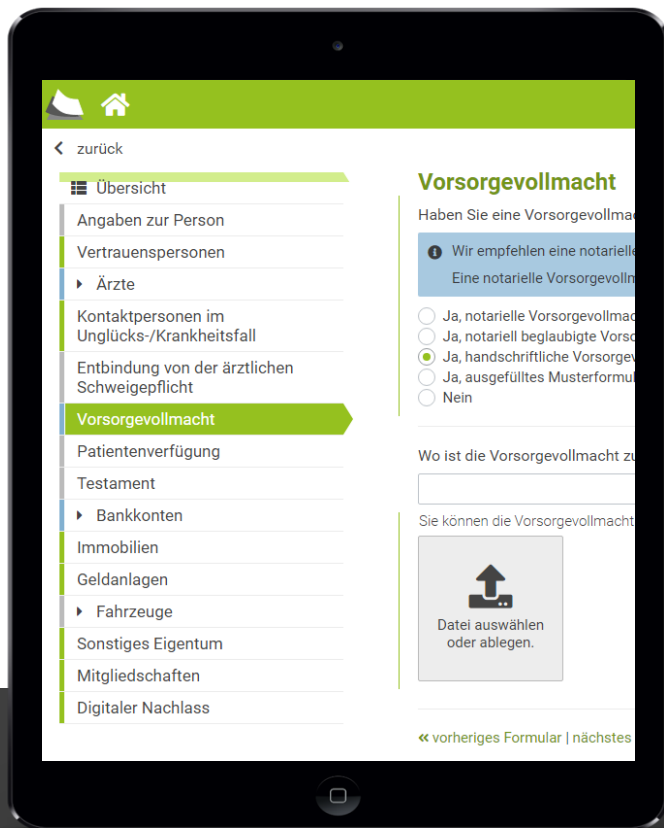 zurück
Übersicht
Angaben zur Person
Vertrauenspersonen
Ärzte
Kontaktpersonen im
Unglücks-/Krankheitsfall
Entbindung von der ärztlichen
Schweigepflicht
Vorsorgevollmacht
Patientenverfügung
Testament
Bankkonten
Immobilien
Geldanlagen
Fahrzeuge
Sonstiges Eigentum
Mitgliedschaften
Digitaler Nachlass
Vorsorgevollmacht
Haben Sie eine Vorsorgevollma
Wir empfehlen eine notarielle
Eine notarielle Vorsorgevolln
Ja, notarielle Vorsorgevollmac
Ja, notariell beglaubigte Vorso
Ja, handschriftliche Vorsorgev
Ja, ausgefülltes Musterformul
Nein
Wo ist die Vorsorgevollmacht zu
Sie können die Vorsorgevollmacht
Datei auswählen
oder ablegen.
« vorheriges Formular | nächstes